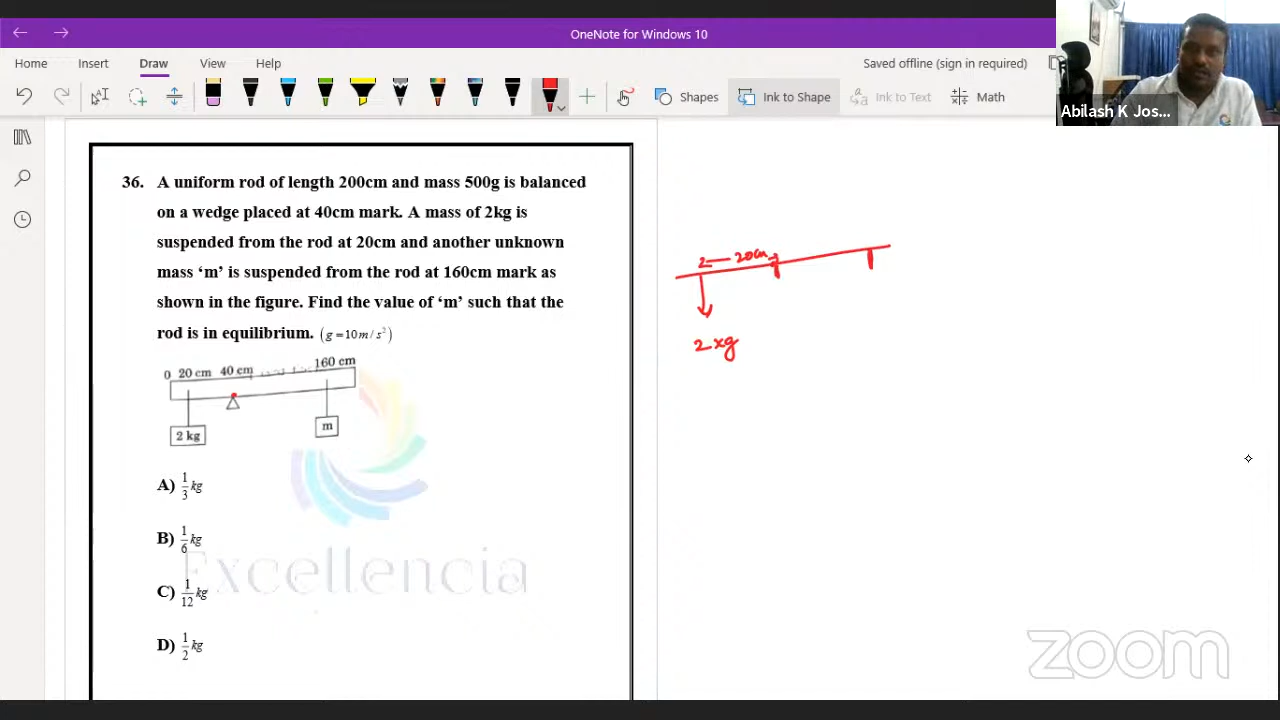 OneNote for Windows 10
Home Insert Draw View Help Saved offline (sign in required)
Shapes Ink to Shape Ink to Text Math
Abilash K Jos...
36. A uniform rod of length 200cm and mass 500g is balanced
on a wedge placed at 40cm mark. A mass of 2kg is
suspended from the rod at 20cm and another unknown
mass ‘m’ is suspended from the rod at 160cm mark as
shown in the figure. Find the value of ‘m’ such that the
rod is in equilibrium. (g = 10 m / s²)
0 20 cm 40 cm 160 cm
2 kg m
A) 1/3 kg
B) 1/6 kg
C) 1/12 kg
D) 1/2 kg
Excellencia
20cm
2 xg
zoom